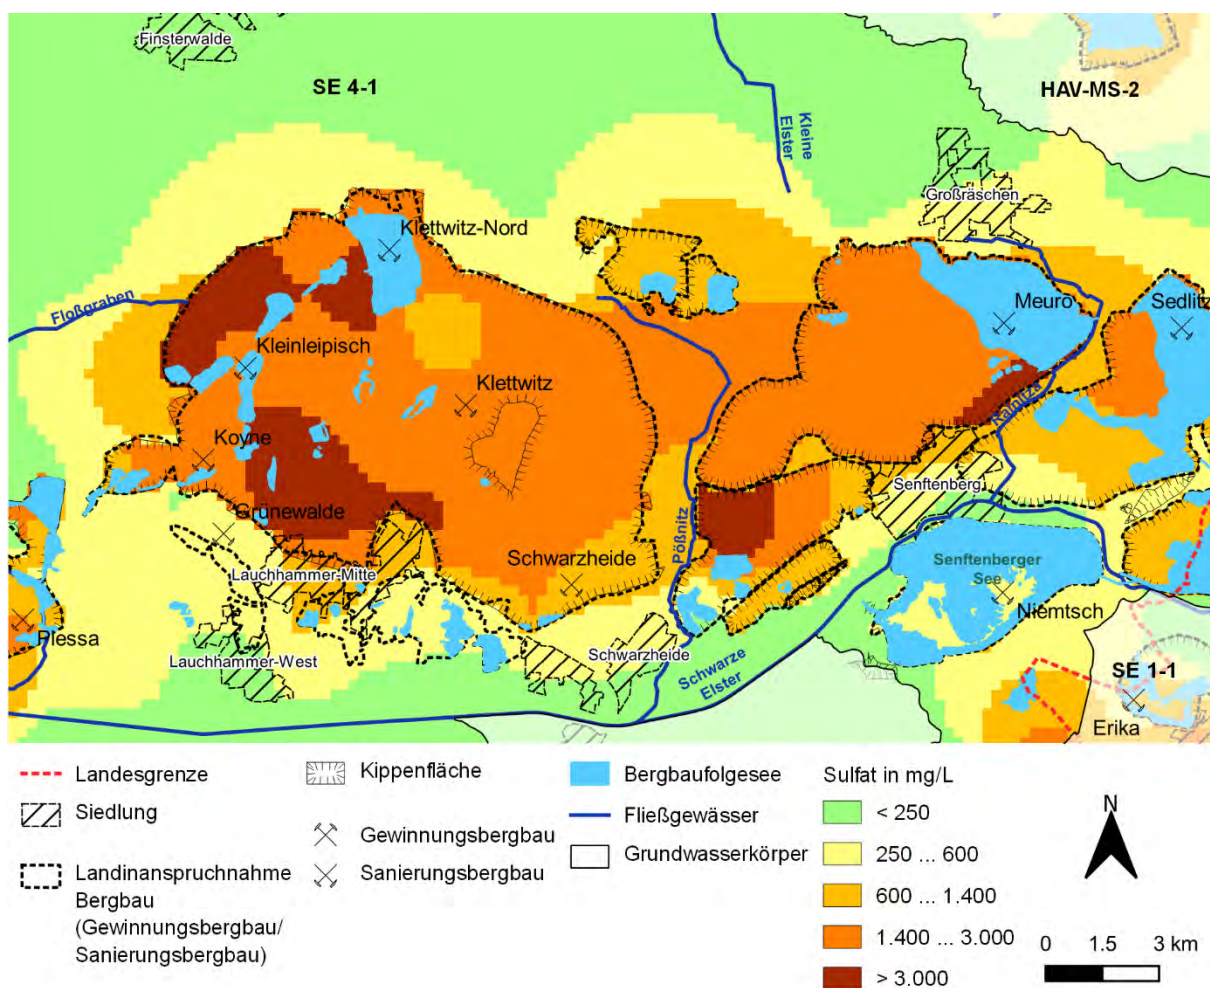 Finsterwalde
SE 4-1
HAV-MS-2
Kleine
Elster
Großräschen
Klettwitz-Nord
Floßgraben
Meuro
Sedlitz
Kleinleipisch
Klettwitz
Rainitza
Koyne
Senftenberg
Grünewalde
Pößnitz
Schwarzheide
Lauchhammer-Mitte
Senftenberger
See
Niemtsch
Plessa
Lauchhammer-West
Schwarzheide
Schwarze
Elster
SE 1-1
Erika
Landesgrenze
Siedlung
Landinanspruchnahme
Bergbau
(Gewinnungsbergbau/
Sanierungsbergbau)
Kippenfläche
Gewinnungsbergbau
Sanierungsbergbau
Bergbaufolgesee
Fließgewässer
Grundwasserkörper
Sulfat in mg/L
< 250
250 ... 600
600 ... 1.400
1.400 ... 3.000
> 3.000
N
0 1.5 3 km